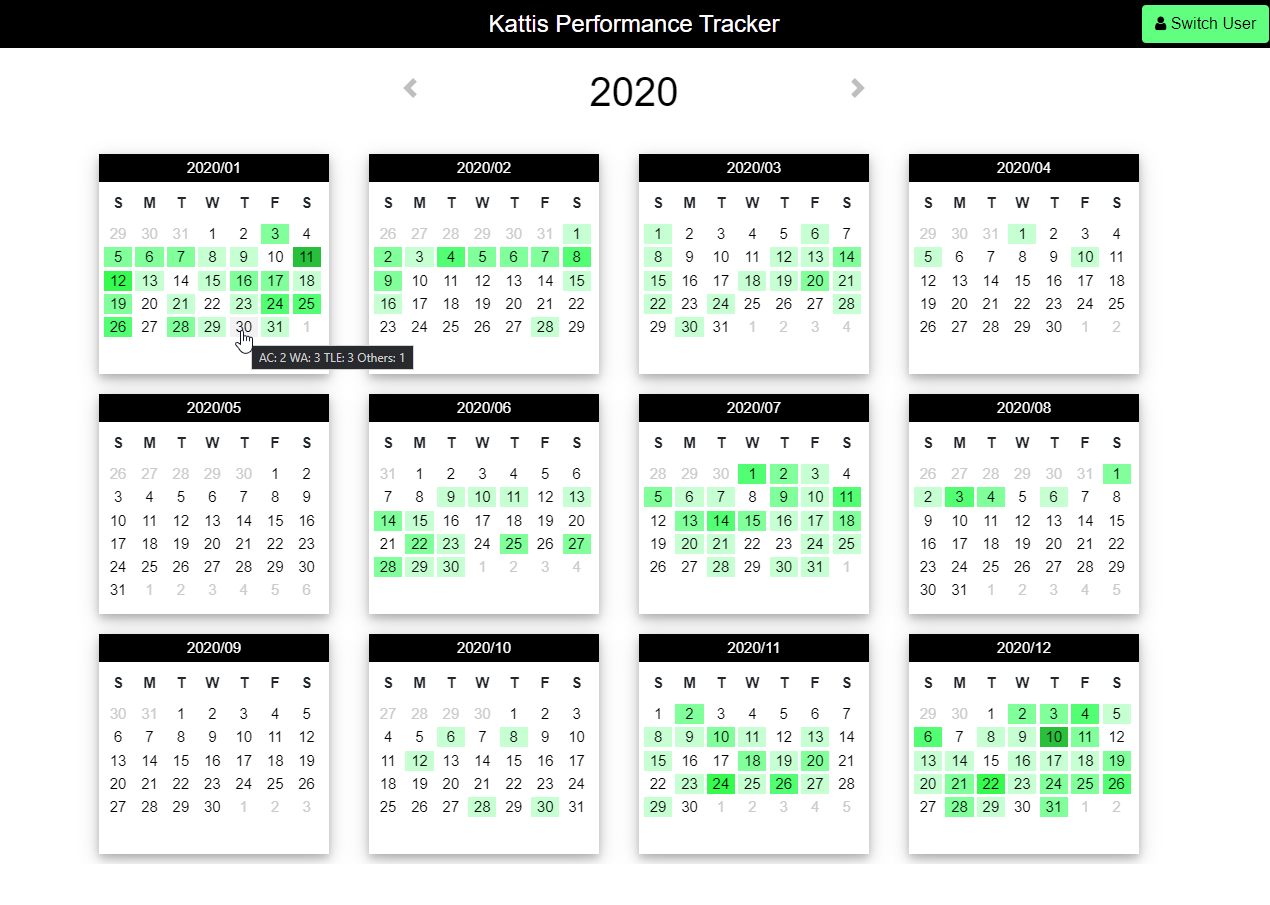 Kattis Performance Tracker
Switch User
2020
2020/01
S M T W T F S
29 30 31 1 2 3 4
5 6 7 8 9 10 11
12 13 14 15 16 17 18
19 20 21 22 23 24 25
26 27 28 29 30 31 1
AC: 2 WA: 3 TLE: 3 Others: 1
2020/02
S M T W T F S
26 27 28 29 30 31 1
2 3 4 5 6 7 8
9 10 11 12 13 14 15
16 17 18 19 20 21 22
23 24 25 26 27 28 29
2020/03
S M T W T F S
1 2 3 4 5 6 7
8 9 10 11 12 13 14
15 16 17 18 19 20 21
22 23 24 25 26 27 28
29 30 31 1 2 3 4
2020/04
S M T W T F S
29 30 31 1 2 3 4
5 6 7 8 9 10 11
12 13 14 15 16 17 18
19 20 21 22 23 24 25
26 27 28 29 30 1 2
2020/05
S M T W T F S
26 27 28 29 30 1 2
3 4 5 6 7 8 9
10 11 12 13 14 15 16
17 18 19 20 21 22 23
24 25 26 27 28 29 30
31 1 2 3 4 5 6
2020/06
S M T W T F S
31 1 2 3 4 5 6
7 8 9 10 11 12 13
14 15 16 17 18 19 20
21 22 23 24 25 26 27
28 29 30 1 2 3 4
2020/07
S M T W T F S
28 29 30 1 2 3 4
5 6 7 8 9 10 11
12 13 14 15 16 17 18
19 20 21 22 23 24 25
26 27 28 29 30 31 1
2020/08
S M T W T F S
26 27 28 29 30 31 1
2 3 4 5 6 7 8
9 10 11 12 13 14 15
16 17 18 19 20 21 22
23 24 25 26 27 28 29
30 31 1 2 3 4 5
2020/09
S M T W T F S
30 31 1 2 3 4 5
6 7 8 9 10 11 12
13 14 15 16 17 18 19
20 21 22 23 24 25 26
27 28 29 30 1 2 3
2020/10
S M T W T F S
27 28 29 30 1 2 3
4 5 6 7 8 9 10
11 12 13 14 15 16 17
18 19 20 21 22 23 24
25 26 27 28 29 30 31
2020/11
S M T W T F S
1 2 3 4 5 6 7
8 9 10 11 12 13 14
15 16 17 18 19 20 21
22 23 24 25 26 27 28
29 30 1 2 3 4 5
2020/12
S M T W T F S
29 30 1 2 3 4 5
6 7 8 9 10 11 12
13 14 15 16 17 18 19
20 21 22 23 24 25 26
27 28 29 30 31 1 2